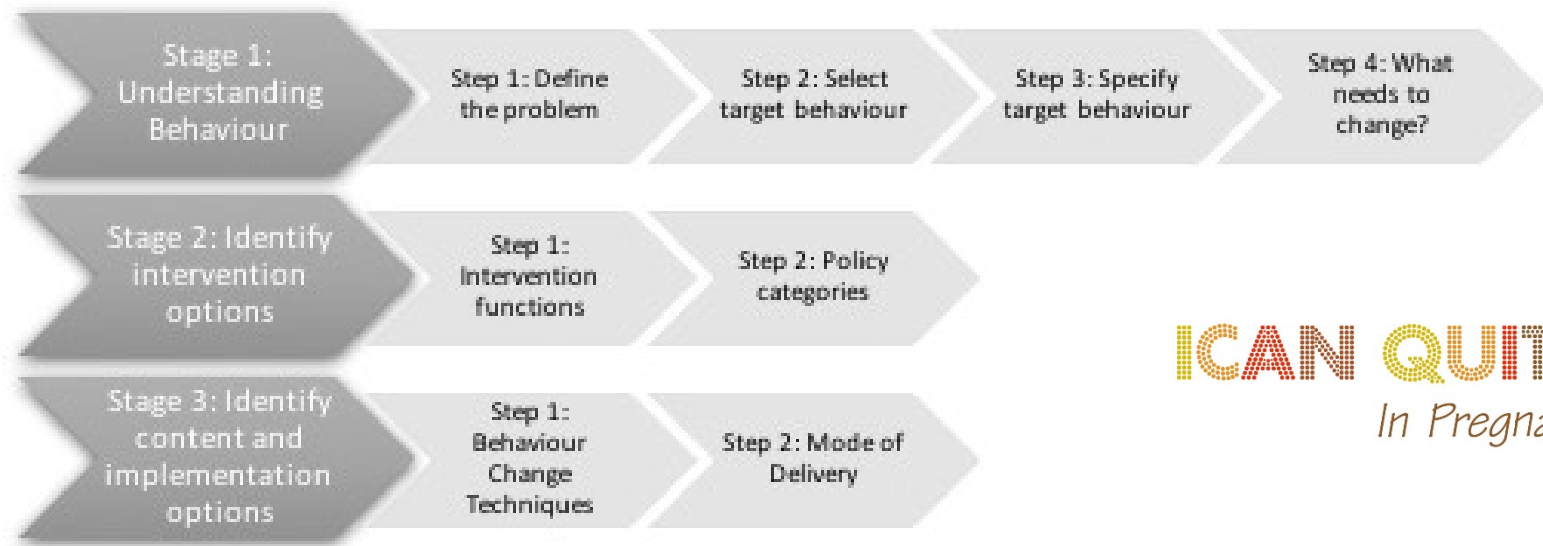 Stage 1:
Understanding
Behaviour
Step 1: Define
the problem
Step 2: Select
target behaviour
Step 3: Specify
target behaviour
Step 4: What
needs to
change?
Stage 2: Identify
intervention
options
Step 1:
Intervention
functions
Step 2: Policy
categories
Stage 3: Identify
content and
implementation
options
Step 1:
Behaviour
Change
Techniques
Step 2: Mode of
Delivery
ICAN QUIT
In Pregna